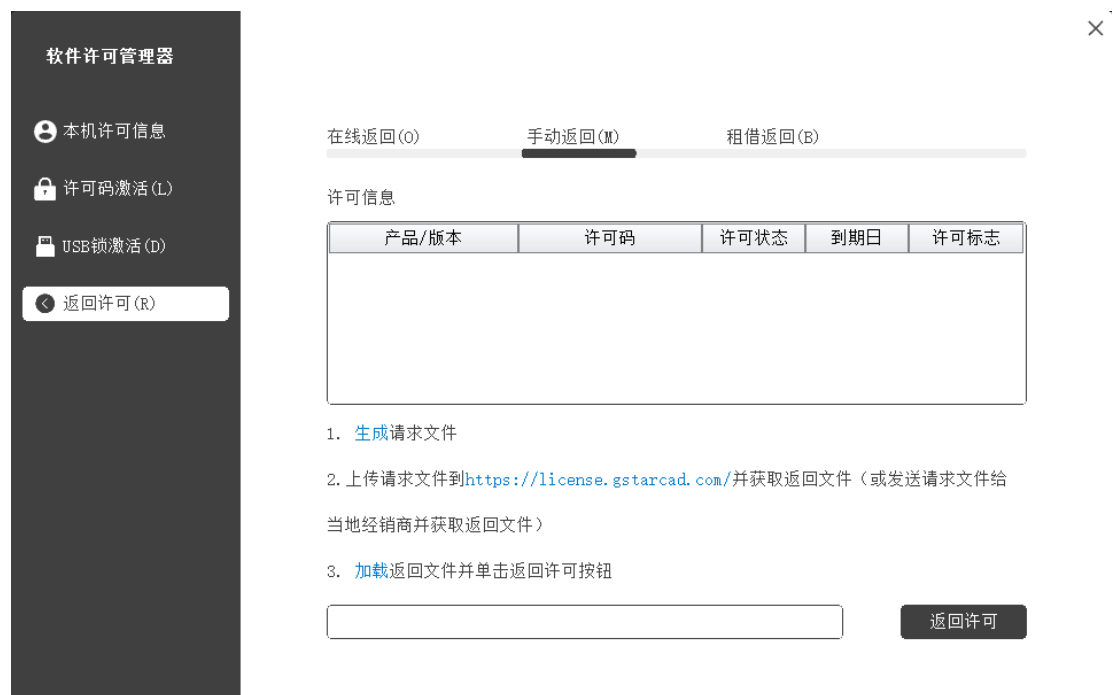 软件许可管理器
本机许可信息
许可码激活(L)
USB锁激活(D)
返回许可(R)
在线返回(O)
手动返回(M)
租借返回(B)
许可信息
产品/版本
许可码
许可状态
到期日
许可标志
1. 生成请求文件
2.上传请求文件到https://license.gstarcad.com/并获取返回文件（或发送请求文件给
当地经销商并获取返回文件）
3. 加载返回文件并单击返回许可按钮
返回许可